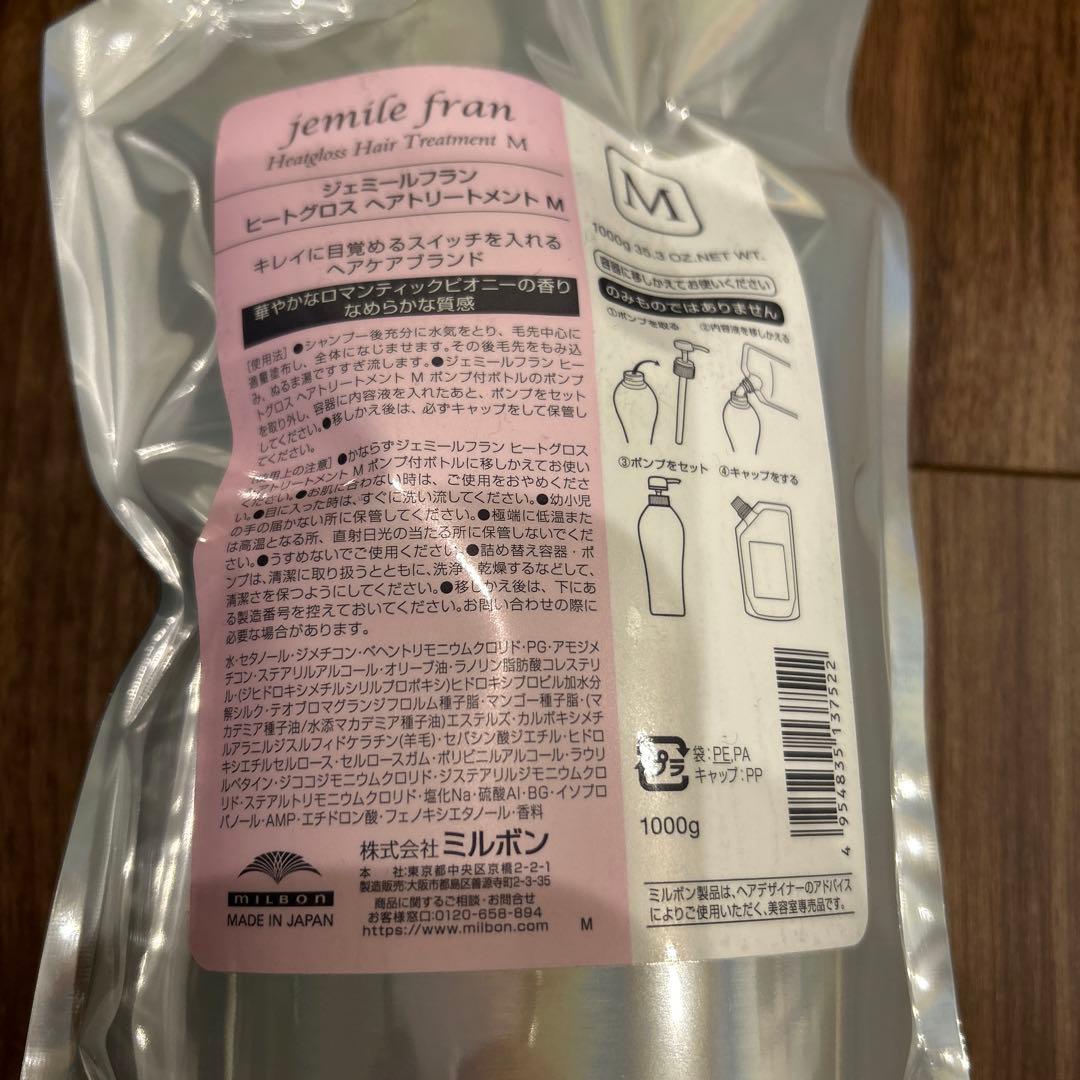 jemile fran
Heatgloss Hair Treatment M
ジェミールフラン
ヒートグロス ヘアトリートメント M
キレイに目覚めるスイッチを入れる
ヘアケアブランド
華やかなロマンティックピオニーの香り
なめらかな質感
[使用法] ●シャンプー後充分に水気をとり、毛先中心に
適量塗布し、全体になじませます。その後毛先をもみ込
み、ぬるま湯ですすぎ流します。●ジェミールフラン ヒー
トグロス ヘアトリートメント M ポンプ付ボトルのポンプ
を取り外し、容器に内容液を入れたあと、ポンプをセット
してください。●移しかえ後は、必ずキャップをして保管し
てください。
[使用上の注意] ●かならずジェミールフラン ヒートグロス
ヘアトリートメント M ポンプ付ボトルに移しかえてお使い
ください。●お肌に合わない時は、ご使用をおやめくださ
い。●目に入った時は、すぐに洗い流してください。●幼小児
の手の届かない所に保管してください。●極端に低温また
は高温となる所、直射日光の当たる所に保管しないでくだ
さい。●うすめないでご使用ください。●詰め替え容器・ポ
ンプは、清潔に取り扱うとともに、洗浄・乾燥するなどして、
清潔さを保つようにしてください。●移しかえ後は、下にあ
る製造番号を控えておいてください。お問い合わせの際に
必要な場合があります。
水・セタノール・ジメチコン・ベヘントリモニウムクロリド・PG・アモジメ
チコン・ステアリルアルコール・オリーブ油・ラノリン脂肪酸コレステリ
ル・(ジヒドロキシメチルシリルプロポキシ)ヒドロキシプロピル加水分
解シルク・テオブロマグランジフロルム種子脂・マンゴー種子脂・(マ
カデミア種子油/水添マカデミア種子油)エステルズ・カルボキシメチ
ルアラニルジスルフィドケラチン(羊毛)・セバシン酸ジエチル・ヒドロ
キシエチルセルロース・セルロースガム・ポリビニルアルコール・ラウリ
ルベタイン・ジココジモニウムクロリド・ジステアリルジモニウムクロ
リド・ステアルトリモニウムクロリド・塩化Na・硫酸Al・BG・イソプロ
パノール・AMP・エチドロン酸・フェノキシエタノール・香料
MILBON
MADE IN JAPAN
株式会社 ミルボン
本 社:東京都中央区京橋2-2-1
製造販売:大阪市都島区善源寺町2-3-35
商品に関するご相談・お問合せ
お客様窓口:0120-658-894
https://www.milbon.com
M
M
1000g 35.3 OZ.NET WT.
容器に移しかえてお使いください
のみものではありません
①ポンプを取る ②内容液を移しかえる
③ポンプをセット ④キャップをする
プラ
袋:PE,PA
キャップ:PP
1000g
4 954835 137522
ミルボン製品は、ヘアデザイナーのアドバイス
によりご使用いただく、美容室専売品です。